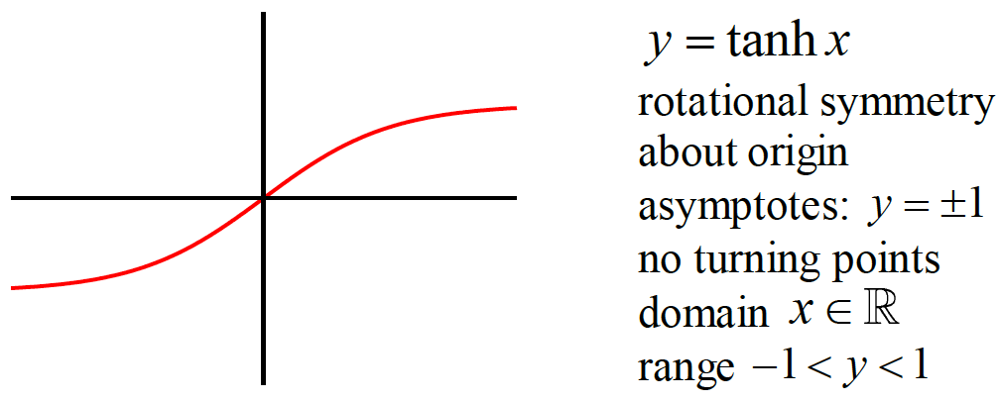 y = tanh x
rotational symmetry
about origin
asymptotes: y = ±1
no turning points
domain x ∈ ℝ
range −1 < y < 1